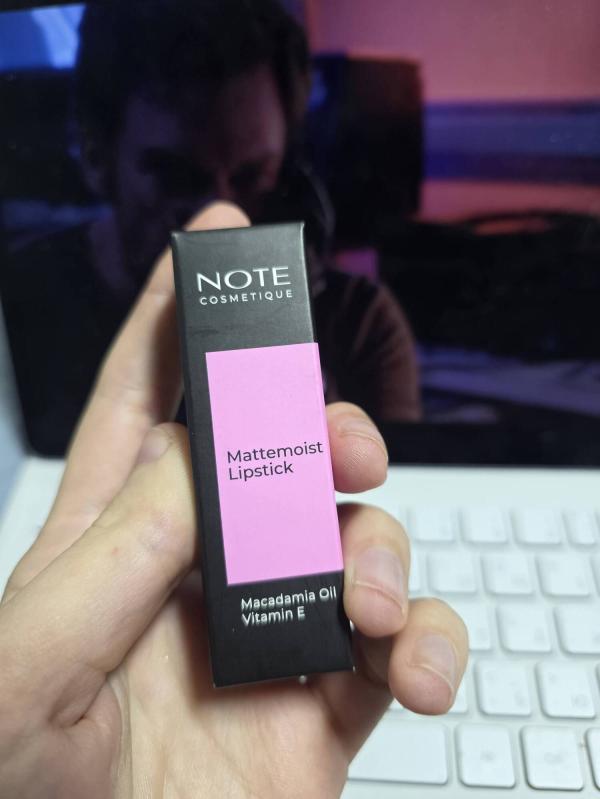 NOTE
COSMETIQUE
Mattemoist
Lipstick
Macadamia Oil
Vitamin E